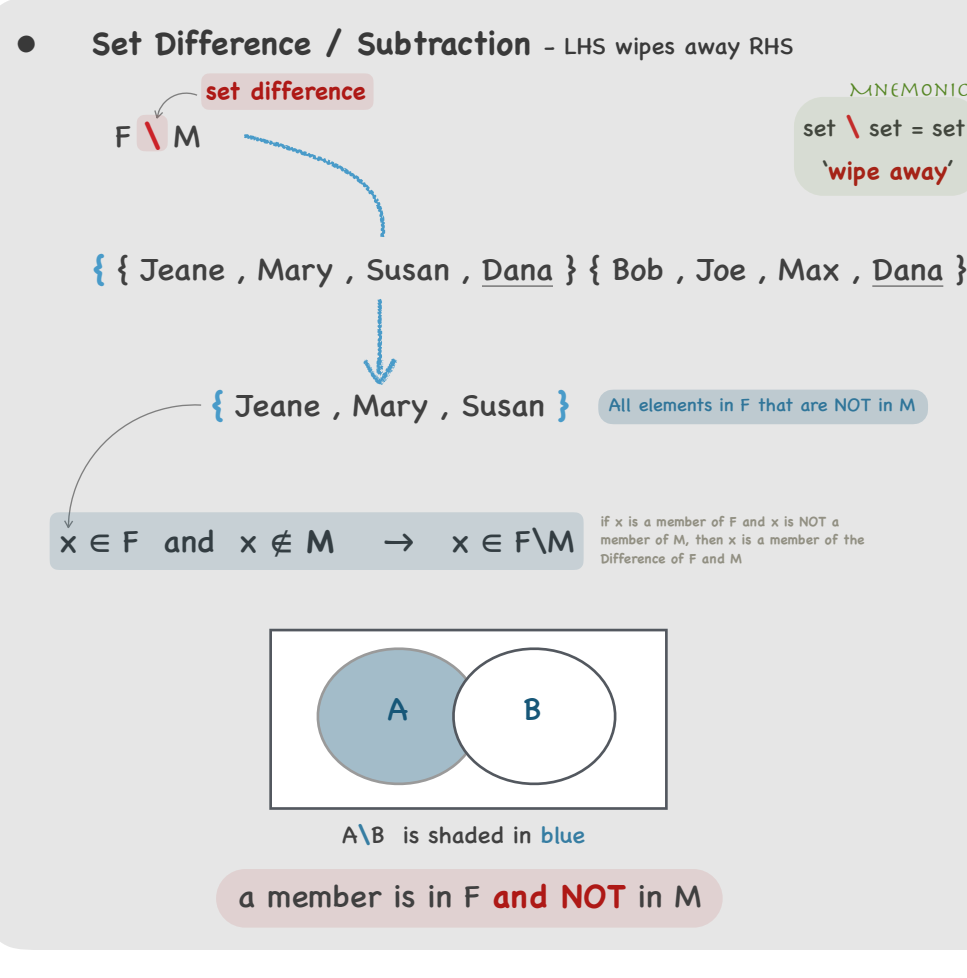 ● Set Difference / Subtraction - LHS wipes away RHS
set difference
F \ M
MNEMONIC
set \ set = set
`wipe away´
{ { Jeane , Mary , Susan , Dana } { Bob , Joe , Max , Dana }
{ Jeane , Mary , Susan }
All elements in F that are NOT in M
x ∈ F and x ∉ M → x ∈ F\M
if x is a member of F and x is NOT a
member of M, then x is a member of the
Difference of F and M
A
B
A\B is shaded in blue
a member is in F and NOT in M